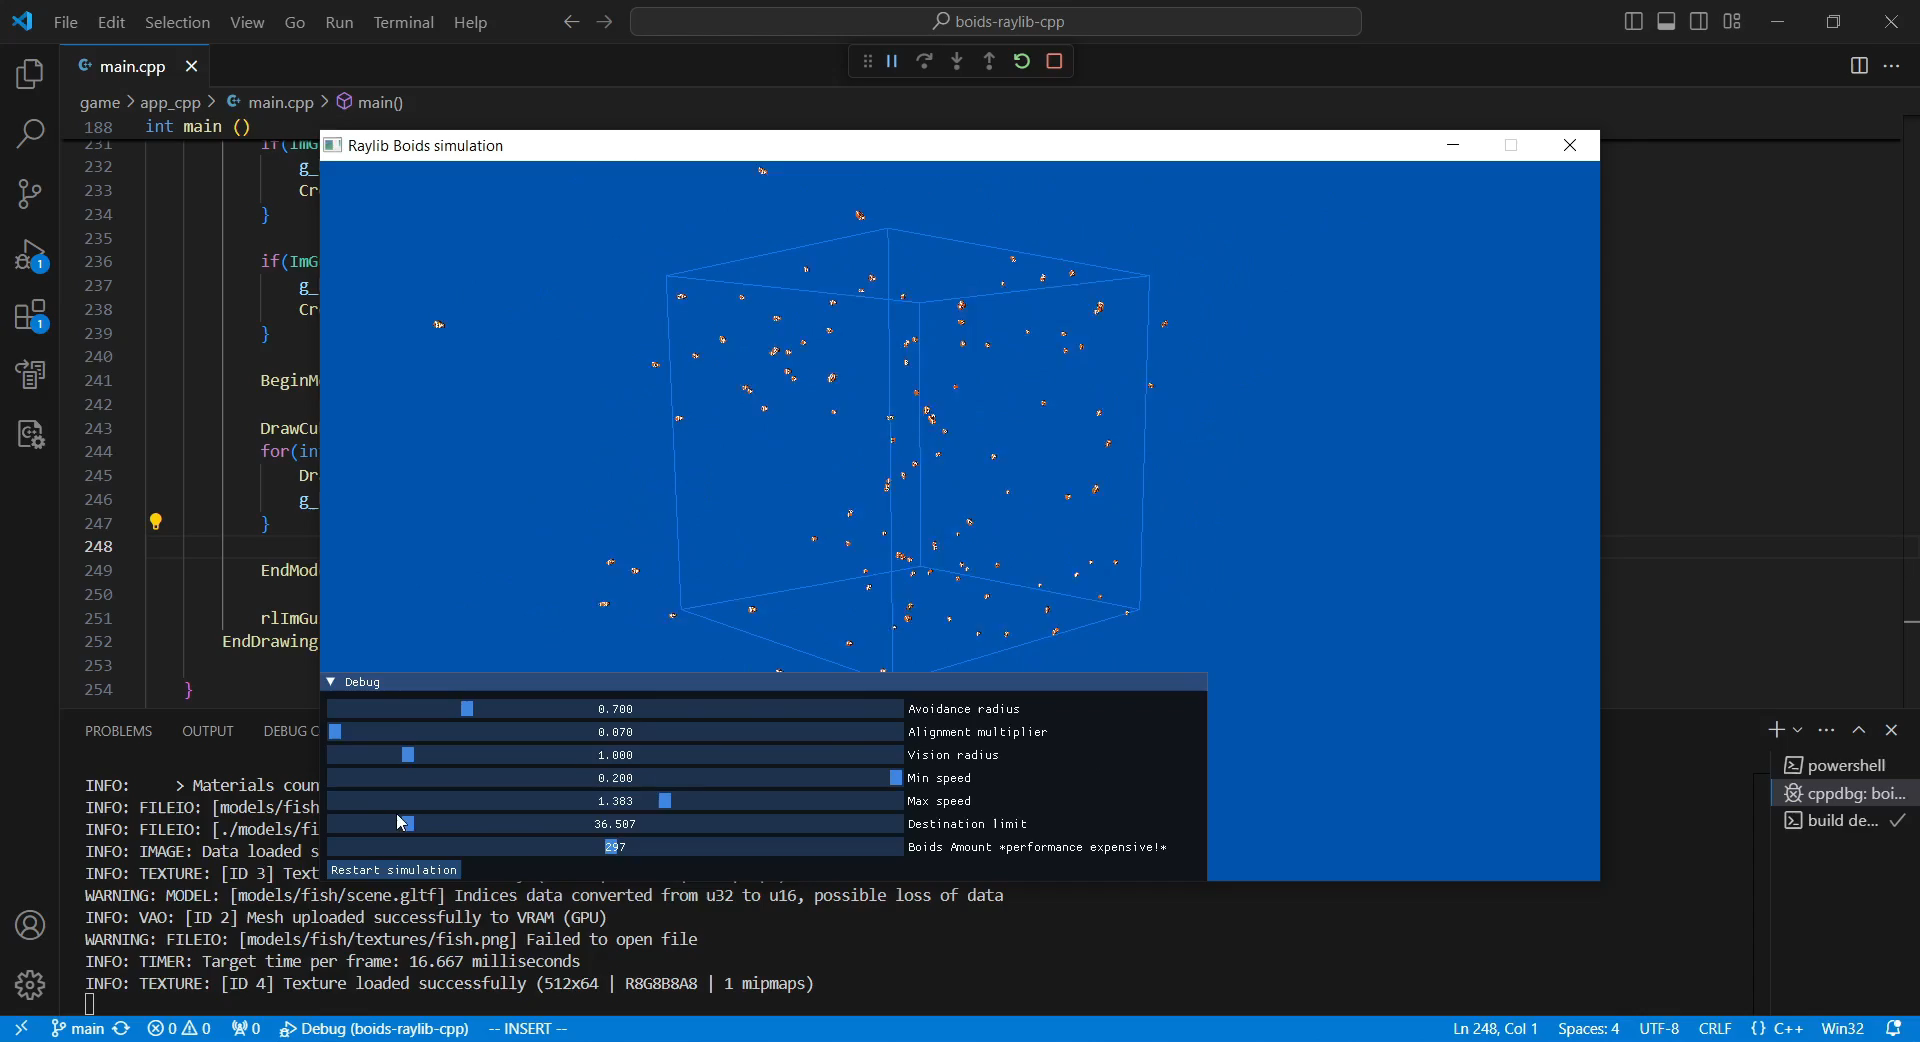 File Edit Selection View Go Run Terminal Help
boids-raylib-cpp
main.cpp
game > app_cpp > main.cpp > main()
188 int main ()
231
232 g_
233 Cr
234 }
235
236 if(ImG
237 g_
238 Cr
239 }
240
241 BeginM
242
243 DrawCu
244 for(in
245 Dr
246 g_
247 }
248
249 EndMod
250
251 rlImGu
252 EndDrawing
253
254 }
Raylib Boids simulation
Debug
0.700 Avoidance radius
0.070 Alignment multiplier
1.000 Vision radius
0.200 Min speed
1.383 Max speed
36.507 Destination limit
297 Boids Amount *performance expensive!*
Restart simulation
PROBLEMS OUTPUT DEBUG C
INFO: > Materials coun
INFO: FILEIO: [models/fish
INFO: FILEIO: [./models/fi
INFO: IMAGE: Data loaded s
INFO: TEXTURE: [ID 3] Text
WARNING: MODEL: [models/fish/scene.gltf] Indices data converted from u32 to u16, possible loss of data
INFO: VAO: [ID 2] Mesh uploaded successfully to VRAM (GPU)
WARNING: FILEIO: [models/fish/textures/fish.png] Failed to open file
INFO: TIMER: Target time per frame: 16.667 milliseconds
INFO: TEXTURE: [ID 4] Texture loaded successfully (512x64 | R8G8B8A8 | 1 mipmaps)
powershell
cppdbg: boi...
build de...
1
1
main 0 0 0 Debug (boids-raylib-cpp) -- INSERT --
Ln 248, Col 1 Spaces: 4 UTF-8 CRLF {} C++ Win32